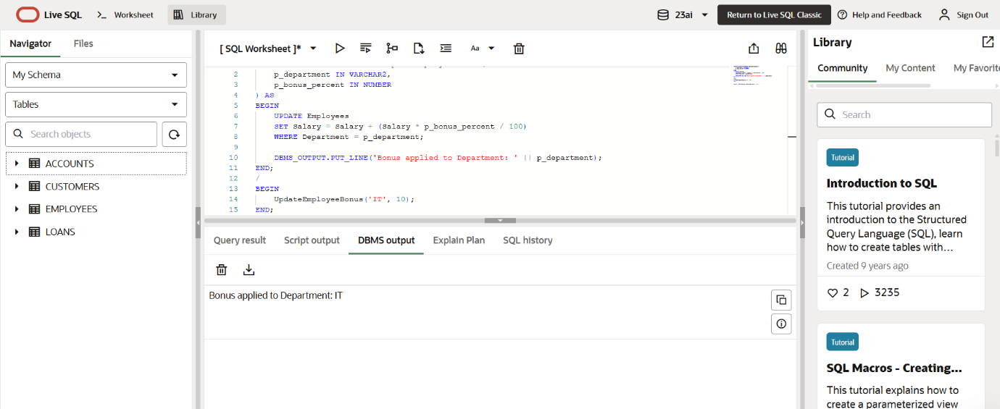 Live SQL
Worksheet
Library
23ai
Return to Live SQL Classic
Help and Feedback
Sign Out
Navigator
Files
My Schema
Tables
Search objects
ACCOUNTS
CUSTOMERS
EMPLOYEES
LOANS
[ SQL Worksheet ]*
Aa
2 p_department IN VARCHAR2,
3 p_bonus_percent IN NUMBER
4 ) AS
5 BEGIN
6 UPDATE Employees
7 SET Salary = Salary + (Salary * p_bonus_percent / 100)
8 WHERE Department = p_department;
9
10 DBMS_OUTPUT.PUT_LINE('Bonus applied to Department: ' || p_department);
11 END;
12 /
13 BEGIN
14 UpdateEmployeeBonus('IT', 10);
15 END;
Query result
Script output
DBMS output
Explain Plan
SQL history
Bonus applied to Department: IT
Library
Community
My Content
My Favorite
Search
Tutorial
Introduction to SQL
This tutorial provides an
introduction to the Structured
Query Language (SQL), learn
how to create tables with...
Created 9 years ago
2
3235
Tutorial
SQL Macros - Creating...
This tutorial explains how to
create a parameterized view